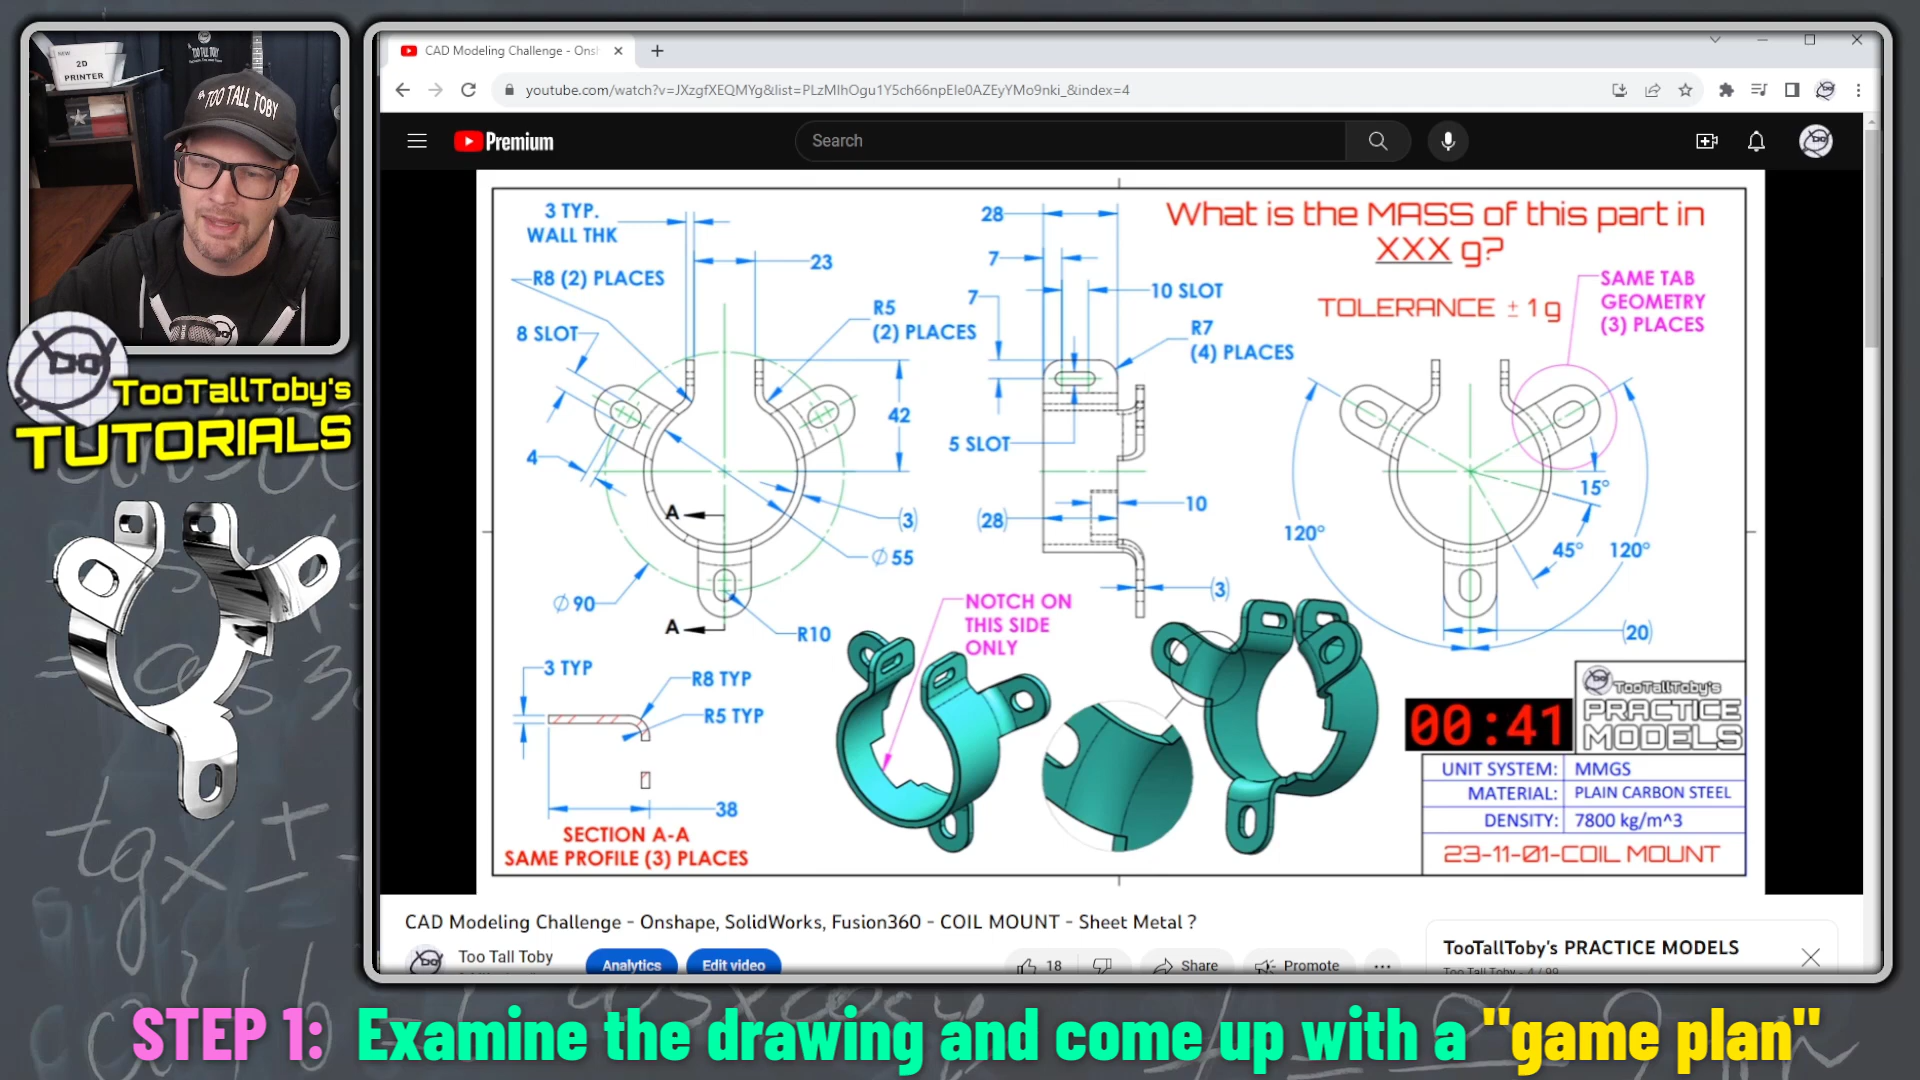 NEW
2D
PRINTER
TOO TALL TOBY
TooTallToby's
TUTORIALS
CAD Modeling Challenge - Onsh
youtube.com/watch?v=JXzgfXEQMYg&list=PLzMIhOgu1Y5ch66npEle0AZEyYMo9nki_&index=4
Premium
Search
3 TYP.
WALL THK
R8 (2) PLACES
8 SLOT
4
23
R5
(2) PLACES
42
(3)
Ø 55
Ø 90
A
A
R10
28
7
7
10 SLOT
R7
(4) PLACES
5 SLOT
10
(28)
(3)
What is the MASS of this part in
XXX g?
TOLERANCE ± 1 g
SAME TAB
GEOMETRY
(3) PLACES
15°
45°
120°
120°
(20)
NOTCH ON
THIS SIDE
ONLY
3 TYP
R8 TYP
R5 TYP
38
SECTION A-A
SAME PROFILE (3) PLACES
00:41
TooTallToby's
PRACTICE
MODELS
UNIT SYSTEM: MMGS
MATERIAL: PLAIN CARBON STEEL
DENSITY: 7800 kg/m^3
23-11-01-COIL MOUNT
CAD Modeling Challenge - Onshape, SolidWorks, Fusion360 - COIL MOUNT - Sheet Metal ?
Too Tall Toby
Analytics
Edit video
18
Share
Promote
TooTallToby's PRACTICE MODELS
STEP 1: Examine the drawing and come up with a "game plan"